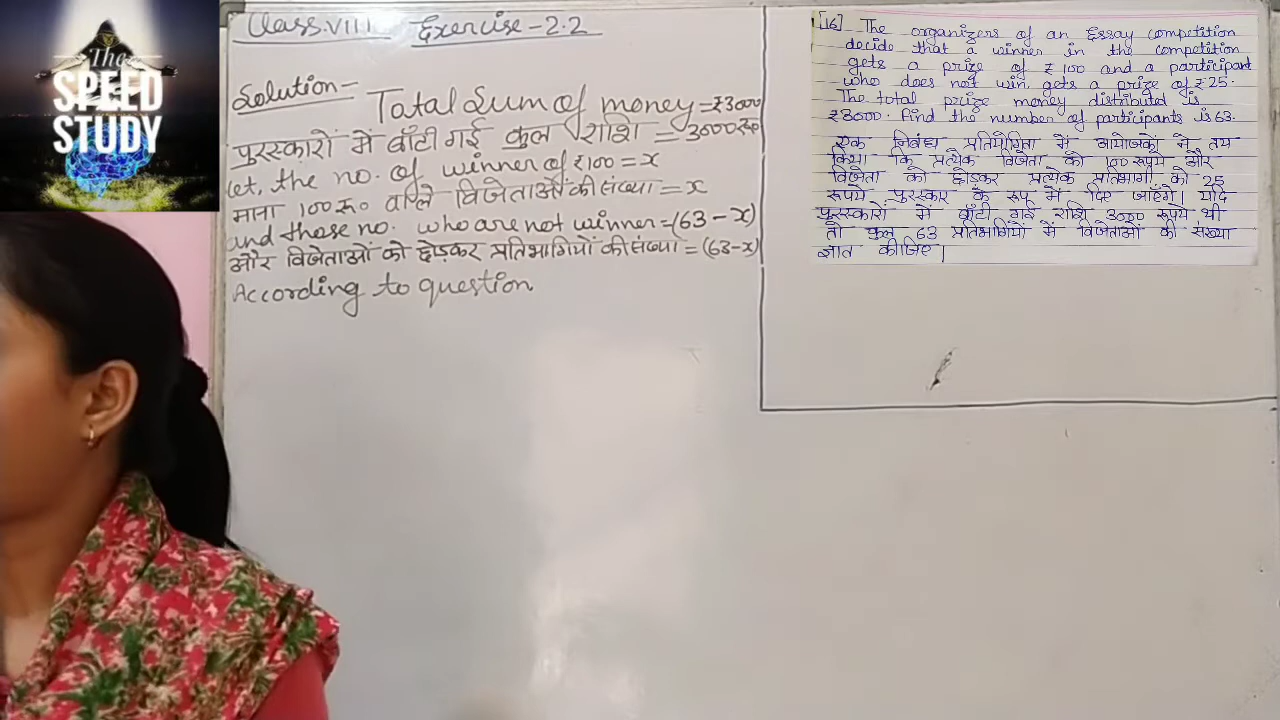 The
SPEED
STUDY
Class. VIII Exercise - 2.2
Solution-
Total Sum of money = ₹3000
पुरस्कारों में बाँटी गई कुल राशि = 3000रू०
Let, the no. of winner of ₹100 = x
माना 100रू० वाले विजेताओं की संख्या = x
and those no. who are not winner = (63 - x)
और विजेताओं को छोड़कर प्रतिभागियों की संख्या = (63-x)
According to question
[16] The organisers of an Essay competition
decide that a winner in the competition
gets a prize of ₹100 and a participant
who does not win gets a prize of ₹25
The total prize money distributed is
₹3000. Find the number of participants is 63.
एक निबंध प्रतियोगिता में आयोजकों ने तय
किया कि प्रत्येक विजेता को 100 रुपये और
विजेता को छोड़कर प्रत्येक प्रतिभागी को 25
रूपये पुरस्कार के रूप में दिए जाएंगे यदि
पुरस्कारों में बाँटी गई राशि 3000 रूपये थी
तो कुल 63 प्रतिभागियों में विजेताओं की संख्या
ज्ञात कीजिए।